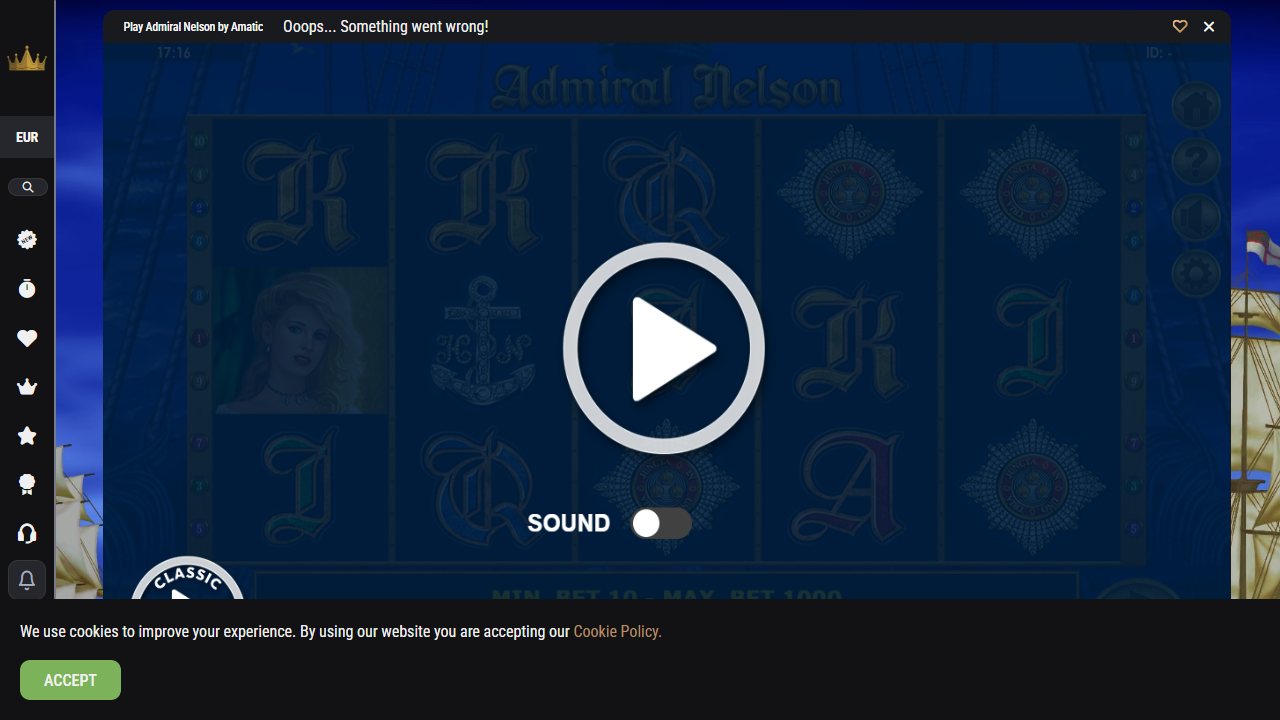 Play Admiral Nelson by Amatic
Ooops... Something went wrong!
17:16
ID: -
Admiral Nelson
EUR
NEW
SOUND
CLASSIC
MIN. BET 10 - MAX. BET 1000
We use cookies to improve your experience. By using our website you are accepting our Cookie Policy.
ACCEPT